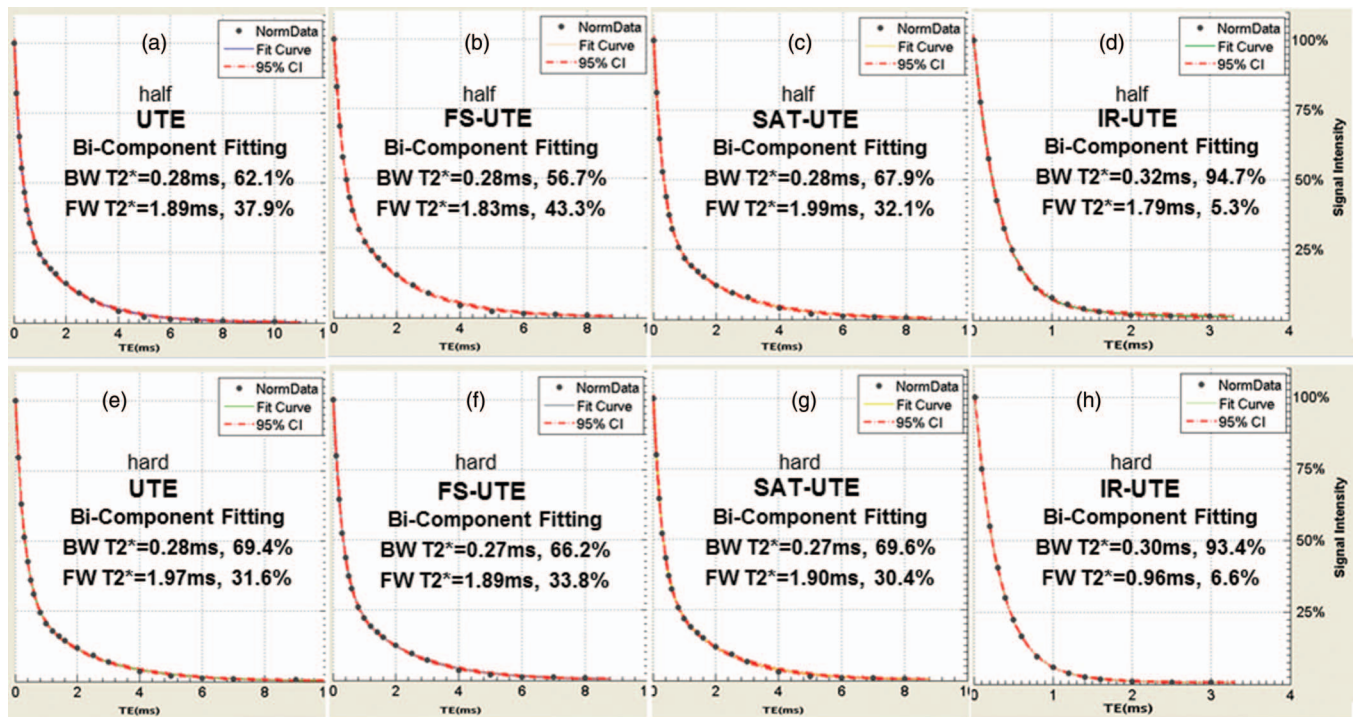 (a)
NormData
Fit Curve
95% CI
half
UTE
Bi-Component Fitting
BW T2*=0.28ms, 62.1%
FW T2*=1.89ms, 37.9%
0 2 4 6 8 10 1
TE(ms)
(b)
NormData
Fit Curve
95% CI
half
FS-UTE
Bi-Component Fitting
BW T2*=0.28ms, 56.7%
FW T2*=1.83ms, 43.3%
0 2 4 6 8 1
TE(ms)
(c)
NormData
Fit Curve
95% CI
half
SAT-UTE
Bi-Component Fitting
BW T2*=0.28ms, 67.9%
FW T2*=1.99ms, 32.1%
0 2 4 6 8 1
TE(ms)
(d)
NormData
Fit Curve
95% CI
half
IR-UTE
Bi-Component Fitting
BW T2*=0.32ms, 94.7%
FW T2*=1.79ms, 5.3%
100%
75%
50%
25%
Signal Intensity
0 1 2 3 4
TE(ms)
(e)
NormData
Fit Curve
95% CI
hard
UTE
Bi-Component Fitting
BW T2*=0.28ms, 69.4%
FW T2*=1.97ms, 31.6%
0 2 4 6 8 1
TE(ms)
(f)
NormData
Fit Curve
95% CI
hard
FS-UTE
Bi-Component Fitting
BW T2*=0.27ms, 66.2%
FW T2*=1.89ms, 33.8%
0 2 4 6 8 1
TE(ms)
(g)
NormData
Fit Curve
95% CI
hard
SAT-UTE
Bi-Component Fitting
BW T2*=0.27ms, 69.6%
FW T2*=1.90ms, 30.4%
0 2 4 6 8 1
TE(ms)
(h)
NormData
Fit Curve
95% CI
hard
IR-UTE
Bi-Component Fitting
BW T2*=0.30ms, 93.4%
FW T2*=0.96ms, 6.6%
100%
75%
50%
25%
Signal Intensity
0 1 2 3 4
TE(ms)